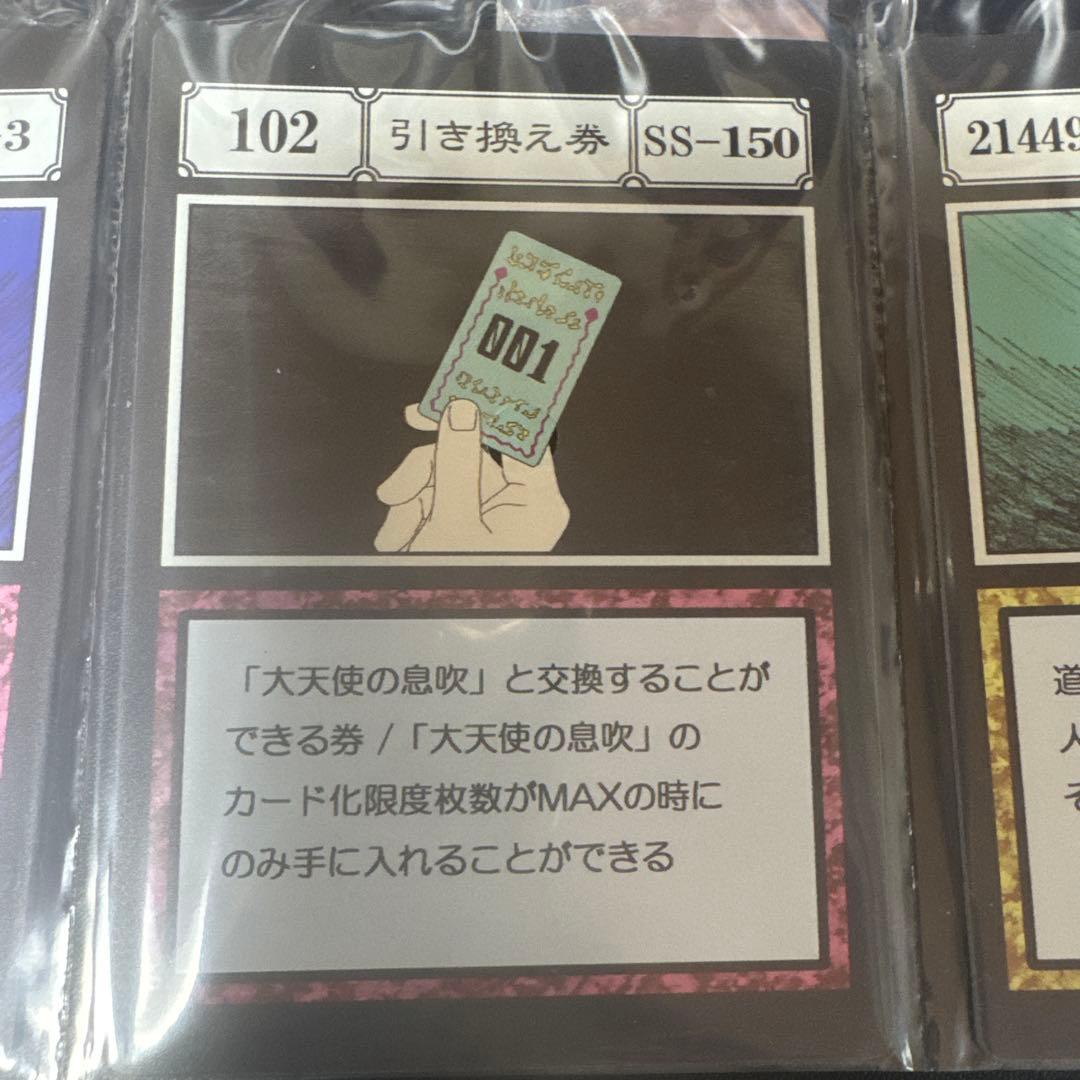 -3
102
引き換え券
SS-150
21449
001
「大天使の息吹」と交換することが
できる券 /「大天使の息吹」の
カード化限度枚数がMAXの時に
のみ手に入れることができる
道
人
そ